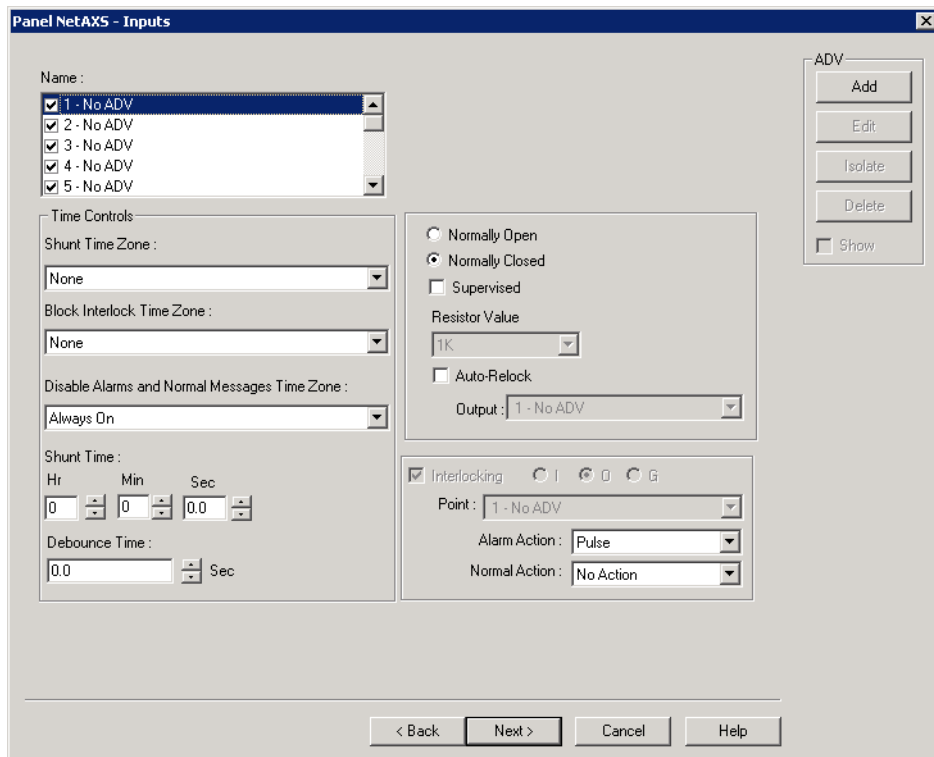 Panel NetAXS - Inputs
Name :
1 - No ADV
2 - No ADV
3 - No ADV
4 - No ADV
5 - No ADV
ADV
Add
Edit
Isolate
Delete
Show
Time Controls
Shunt Time Zone :
None
Block Interlock Time Zone :
None
Disable Alarms and Normal Messages Time Zone :
Always On
Shunt Time :
Hr Min Sec
0 0 0.0
Debounce Time :
0.0 Sec
Normally Open
Normally Closed
Supervised
Resistor Value
1K
Auto-Relock
Output : 1 - No ADV
Interlocking I O G
Point : 1 - No ADV
Alarm Action : Pulse
Normal Action : No Action
< Back Next > Cancel Help